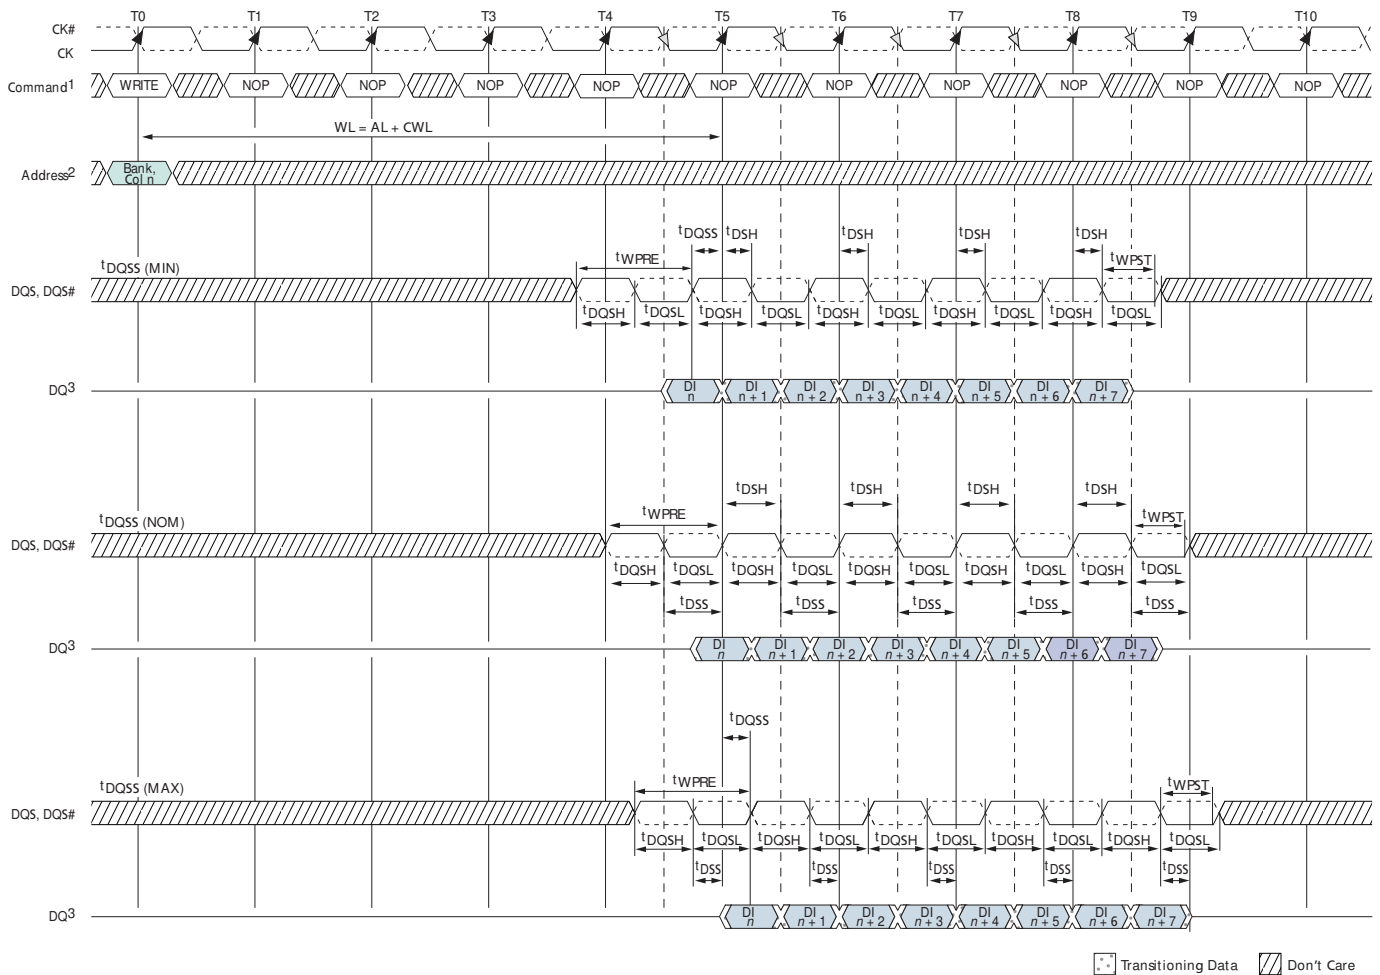 T0 T1 T2 T3 T4 T5 T6 T7 T8 T9 T10
CK#
CK
Command1 WRITE NOP NOP NOP NOP NOP NOP NOP NOP NOP NOP
WL = AL + CWL
Address2 Bank,
Col n
tDQSS tDSH tDSH tDSH tDSH
tDQSS (MIN) tWPRE tWPST
DQS, DQS#
tDQSH tDQSL tDQSH tDQSL tDQSH tDQSL tDQSH tDQSL tDQSH tDQSL
DQ3 DI DI DI DI DI DI DI DI
n n + 1 n + 2 n + 3 n + 4 n + 5 n + 6 n + 7
tDSH tDSH tDSH tDSH
tDQSS (NOM) tWPRE tWPST
DQS, DQS#
tDQSH tDQSL tDQSH tDQSL tDQSH tDQSL tDQSH tDQSL tDQSH tDQSL
tDSS tDSS tDSS tDSS tDSS
DQ3 DI DI DI DI DI DI DI DI
n n + 1 n + 2 n + 3 n + 4 n + 5 n + 6 n + 7
tDQSS
tDQSS (MAX) tWPRE tWPST
DQS, DQS#
tDQSH tDQSL tDQSH tDQSL tDQSH tDQSL tDQSH tDQSL tDQSH tDQSL
tDSS tDSS tDSS tDSS tDSS
DQ3 DI DI DI DI DI DI DI DI
n n + 1 n + 2 n + 3 n + 4 n + 5 n + 6 n + 7
Transitioning Data Don't Care